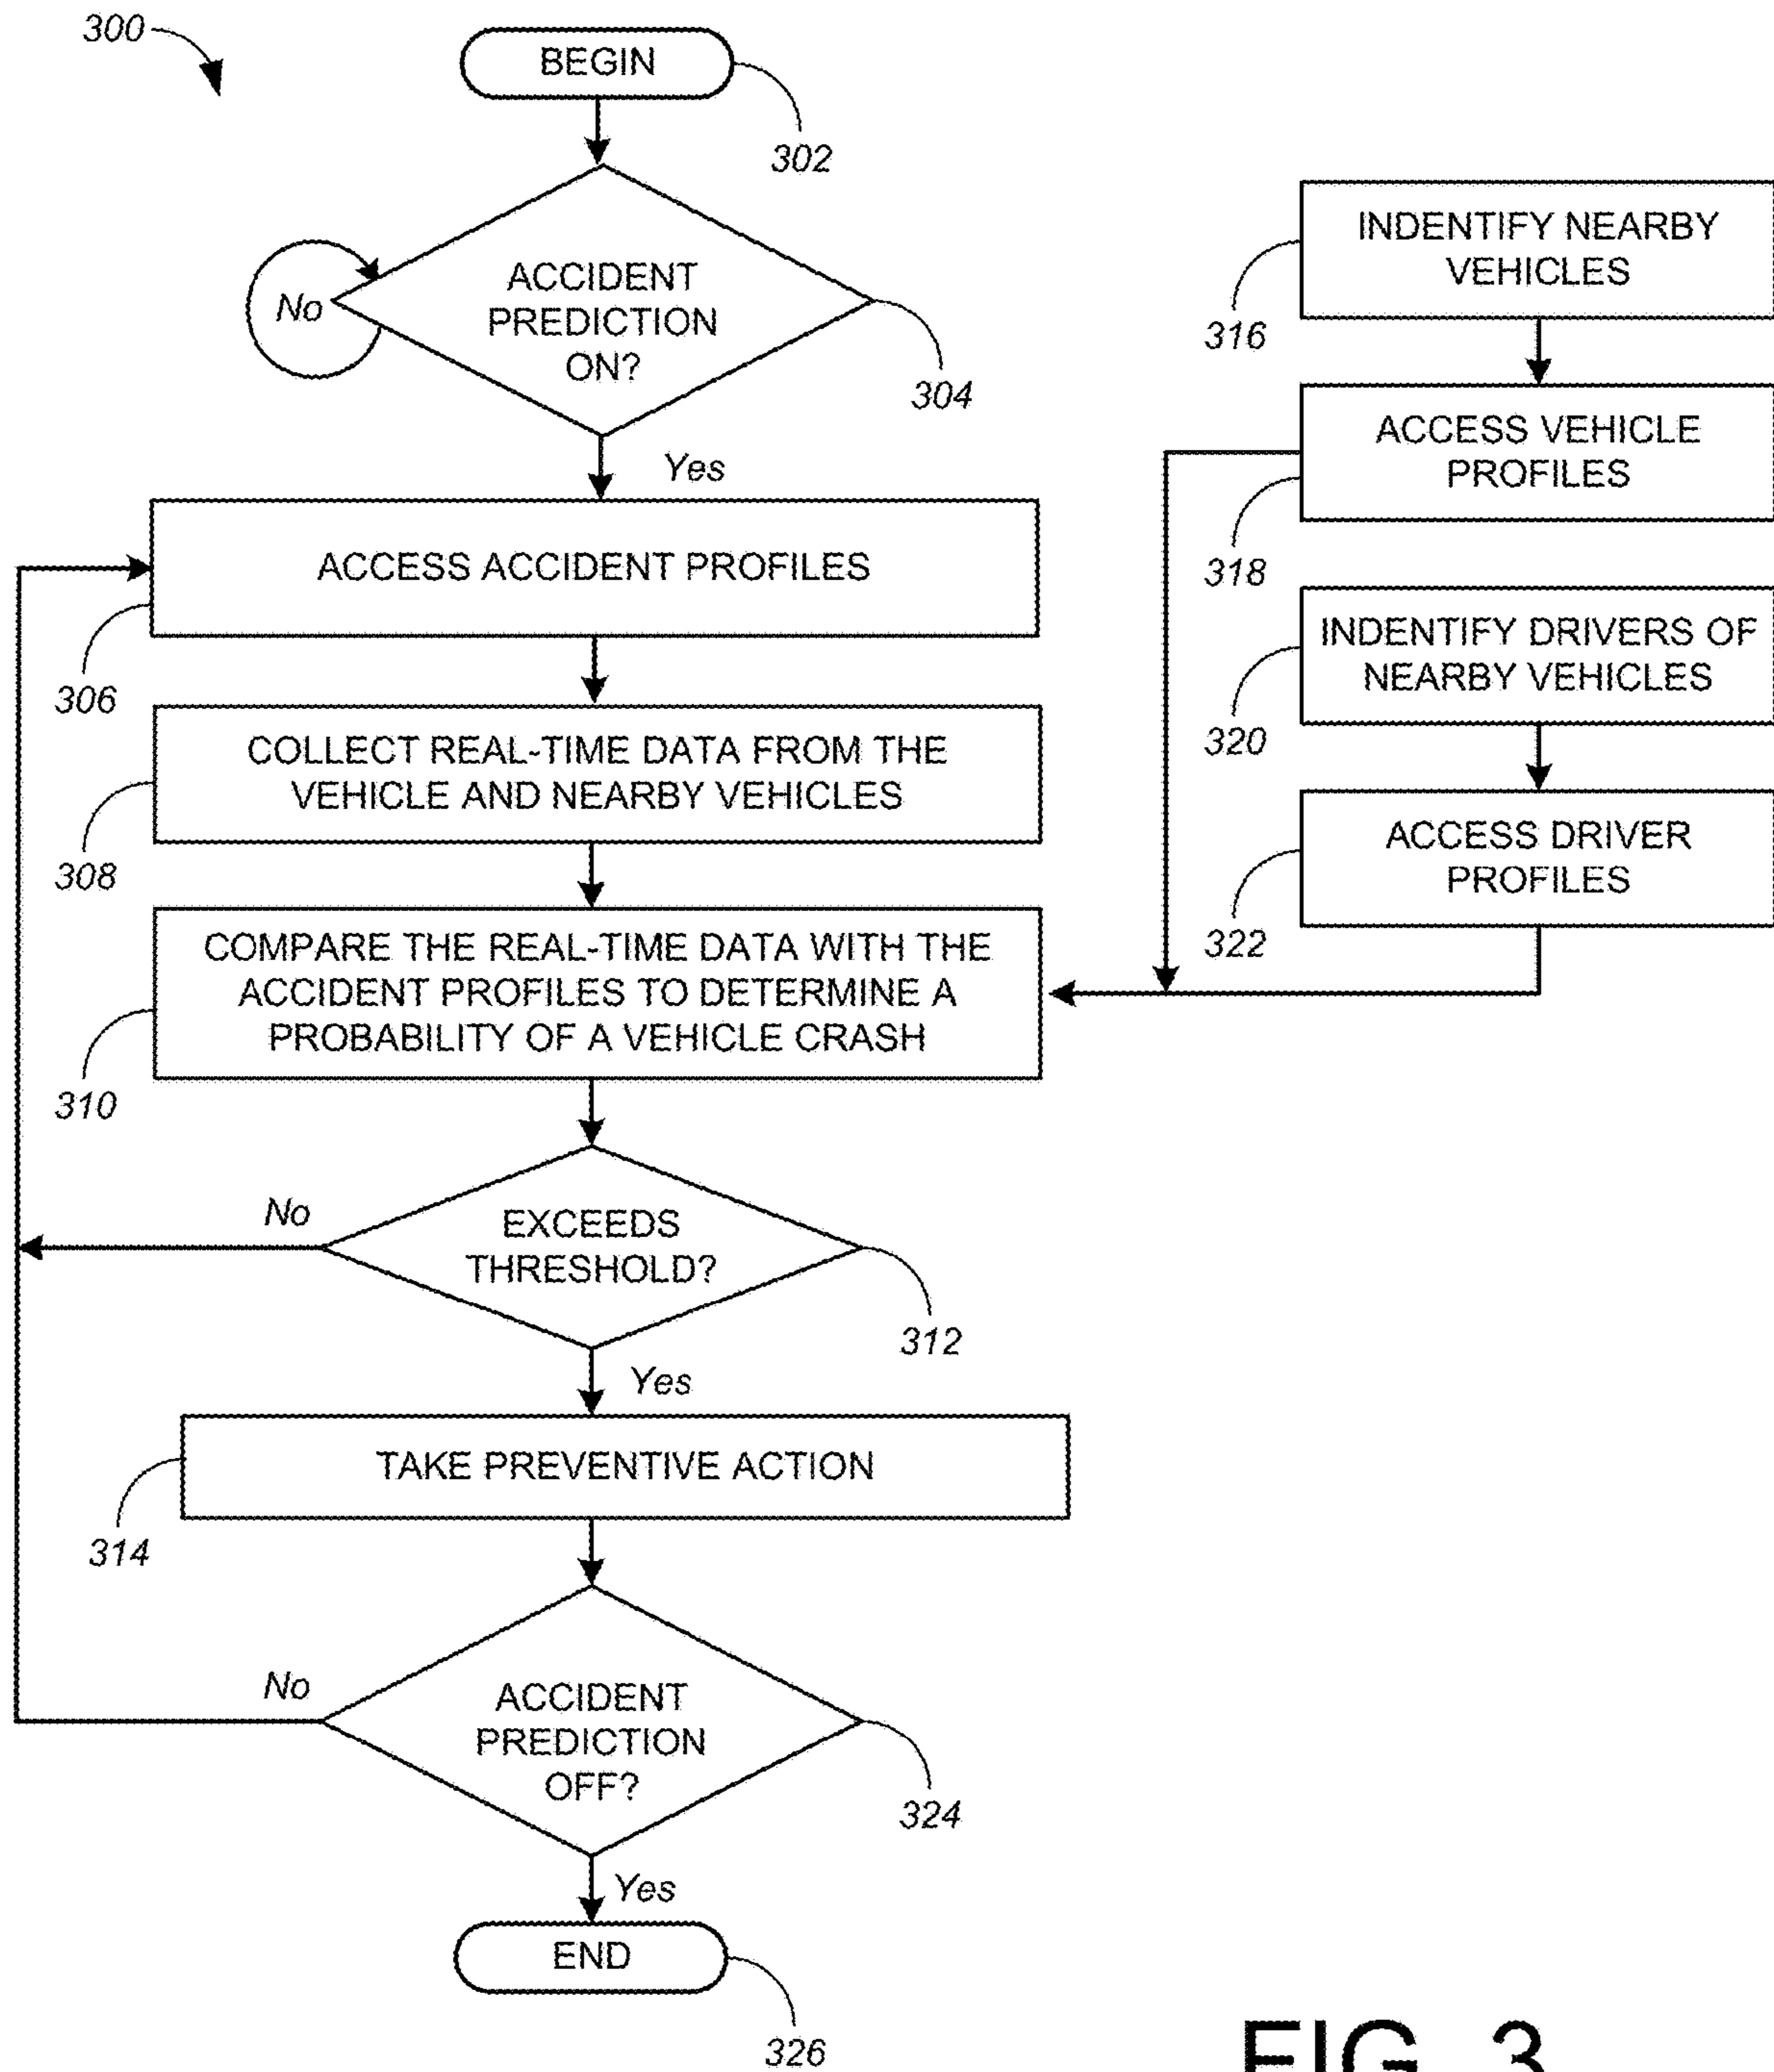 300
BEGIN
302
ACCIDENT
PREDICTION
ON?
No
304
Yes
ACCESS ACCIDENT PROFILES
306
COLLECT REAL-TIME DATA FROM THE
VEHICLE AND NEARBY VEHICLES
308
COMPARE THE REAL-TIME DATA WITH THE
ACCIDENT PROFILES TO DETERMINE A
PROBABILITY OF A VEHICLE CRASH
310
No
EXCEEDS
THRESHOLD?
312
Yes
TAKE PREVENTIVE ACTION
314
No
ACCIDENT
PREDICTION
OFF?
324
Yes
END
326
INDENTIFY NEARBY
VEHICLES
316
ACCESS VEHICLE
PROFILES
318
INDENTIFY DRIVERS OF
NEARBY VEHICLES
320
ACCESS DRIVER
PROFILES
322
FIG. 3